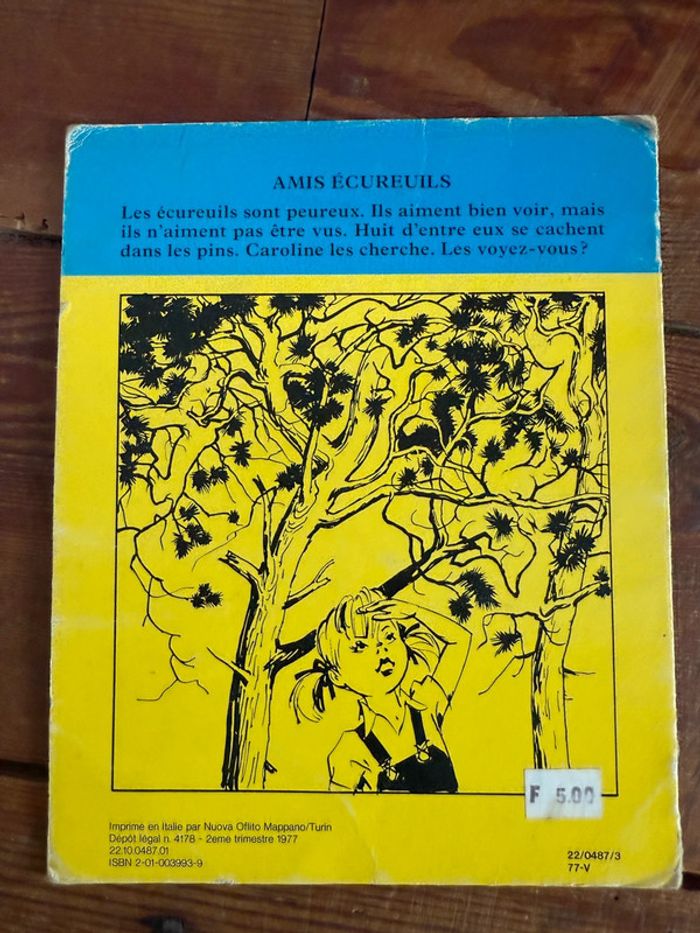 AMIS ÉCUREUILS
Les écureuils sont peureux. Ils aiment bien voir, mais
ils n'aiment pas être vus. Huit d'entre eux se cachent
dans les pins. Caroline les cherche. Les voyez-vous?
F 5.00
Imprimé en Italie par Nuova Oflito Mappano/Turin
Dépôt légal n. 4178 - 2eme trimestre 1977
22.10.0487.01
ISBN 2-01-003993-9
22/0487/3
77-V